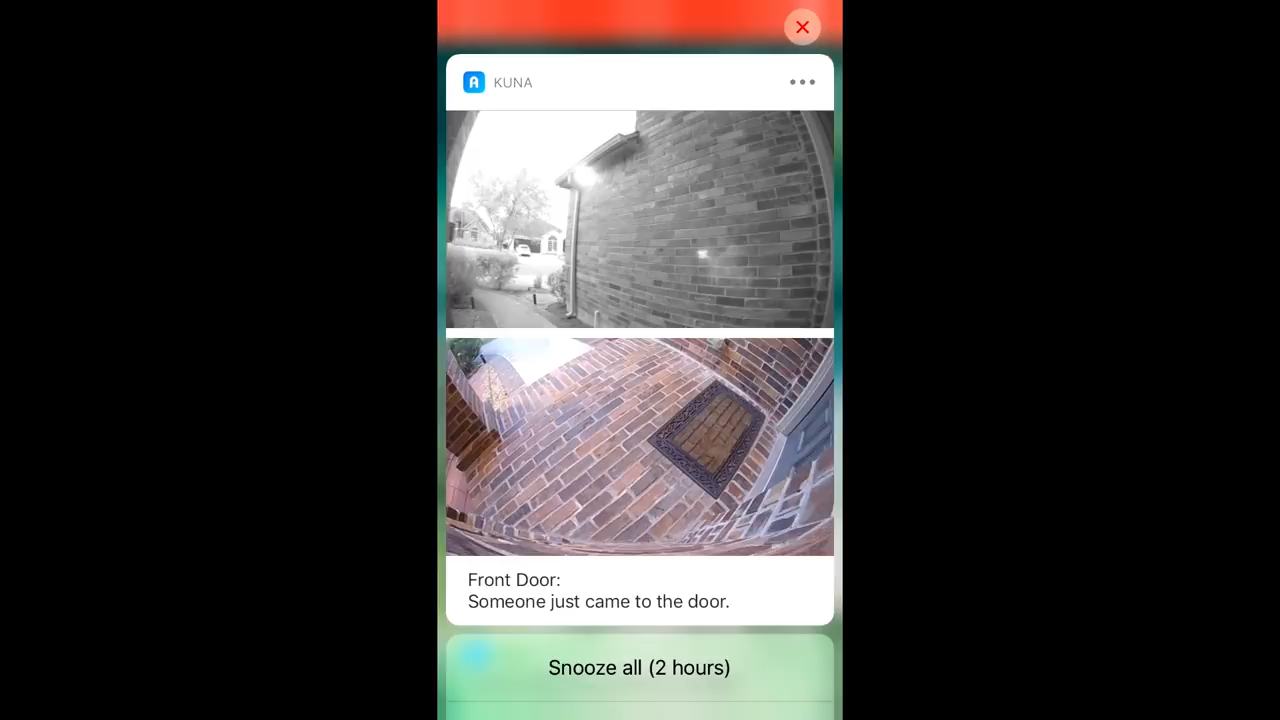 KUNA
Front Door:
Someone just came to the door.
Snooze all (2 hours)